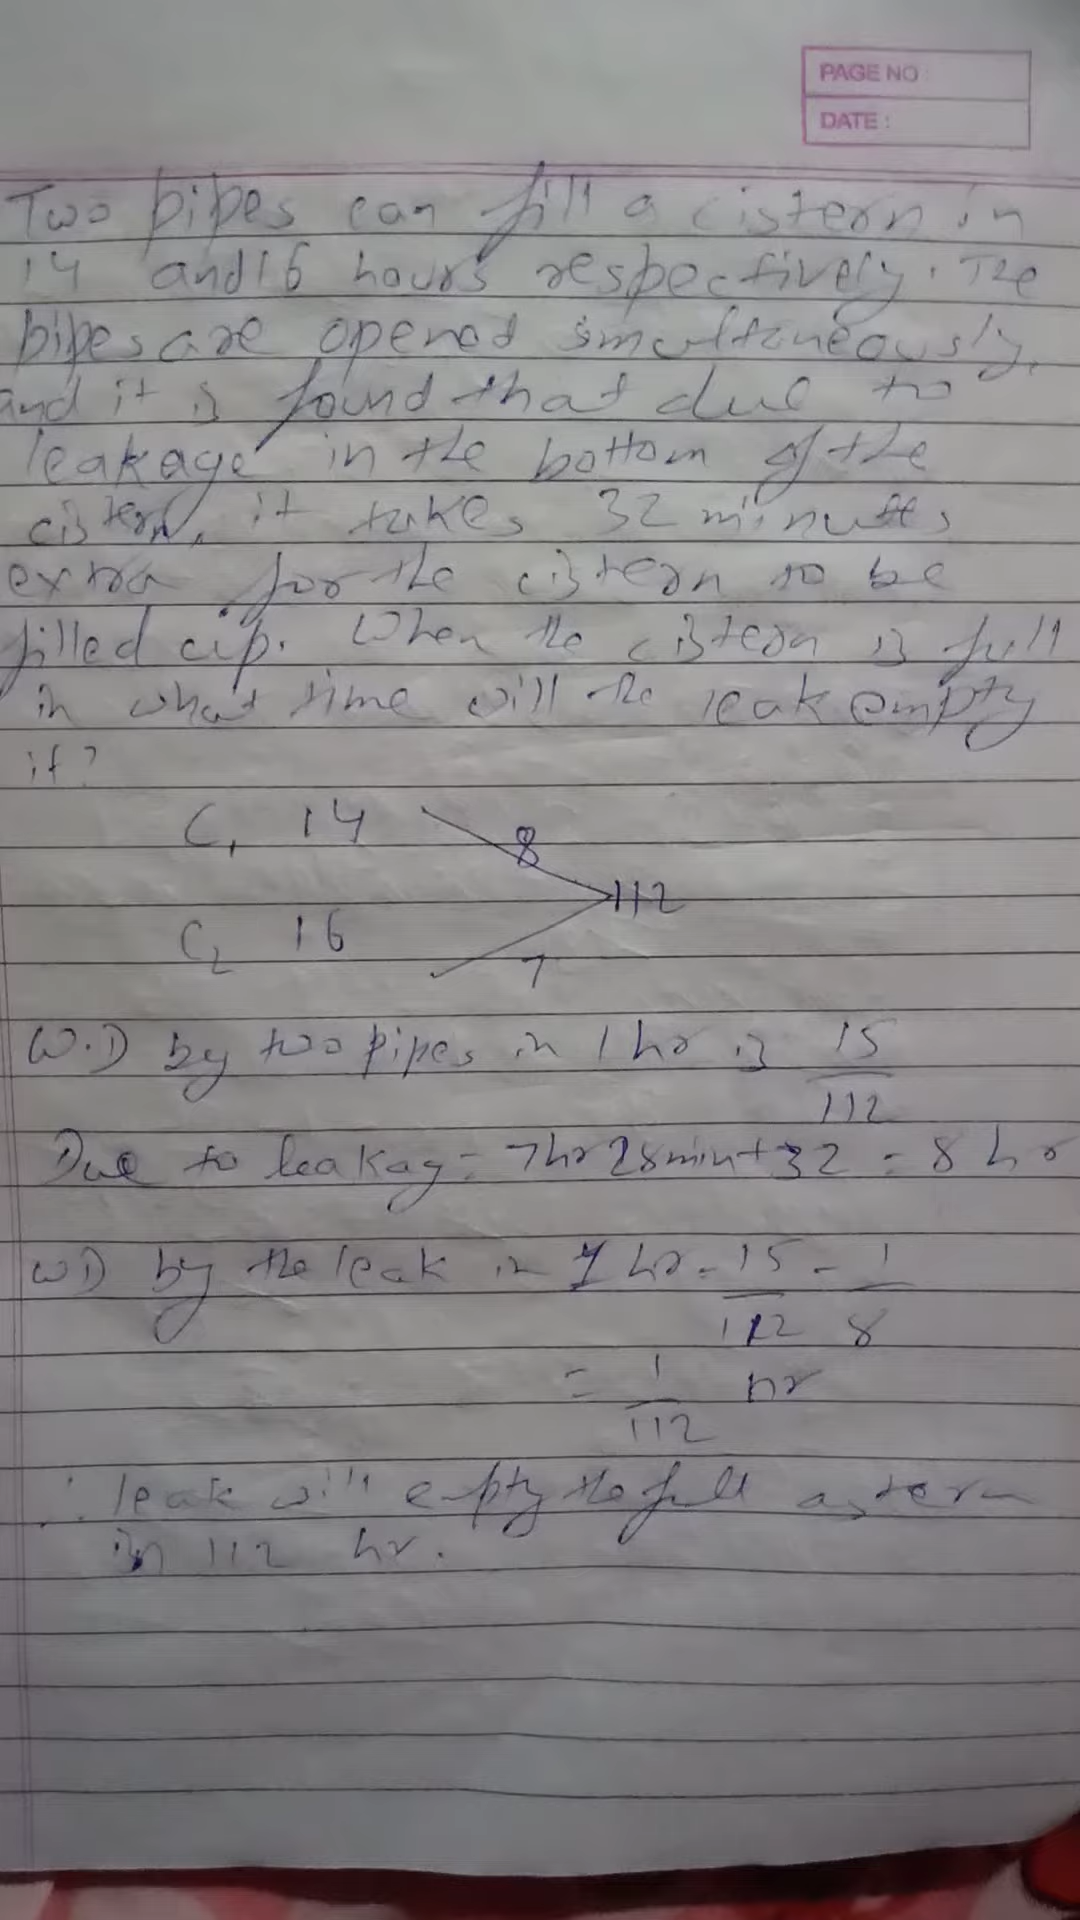 PAGE NO :
DATE :
Two pipes can fill a cistern in
14 and 16 hours respectively. The
pipes are opened simultaneously,
and it is found that due to
leakage in the bottom of the
cistern, it takes 32 minutes
extra for the cistern to be
filled up. When the cistern is full
in what time will the leak empty
it?
C₁ 14
8
112
C₂ 16
7
W.D by two pipes in 1 hr is 15/112
Due to leakag = 7hr 28min + 32 = 8 hr
WD by the leak in 1 hr = 15/112 - 1/8
= 1/112 hr
∴ leak will empty the full cistern
in 112 hr.